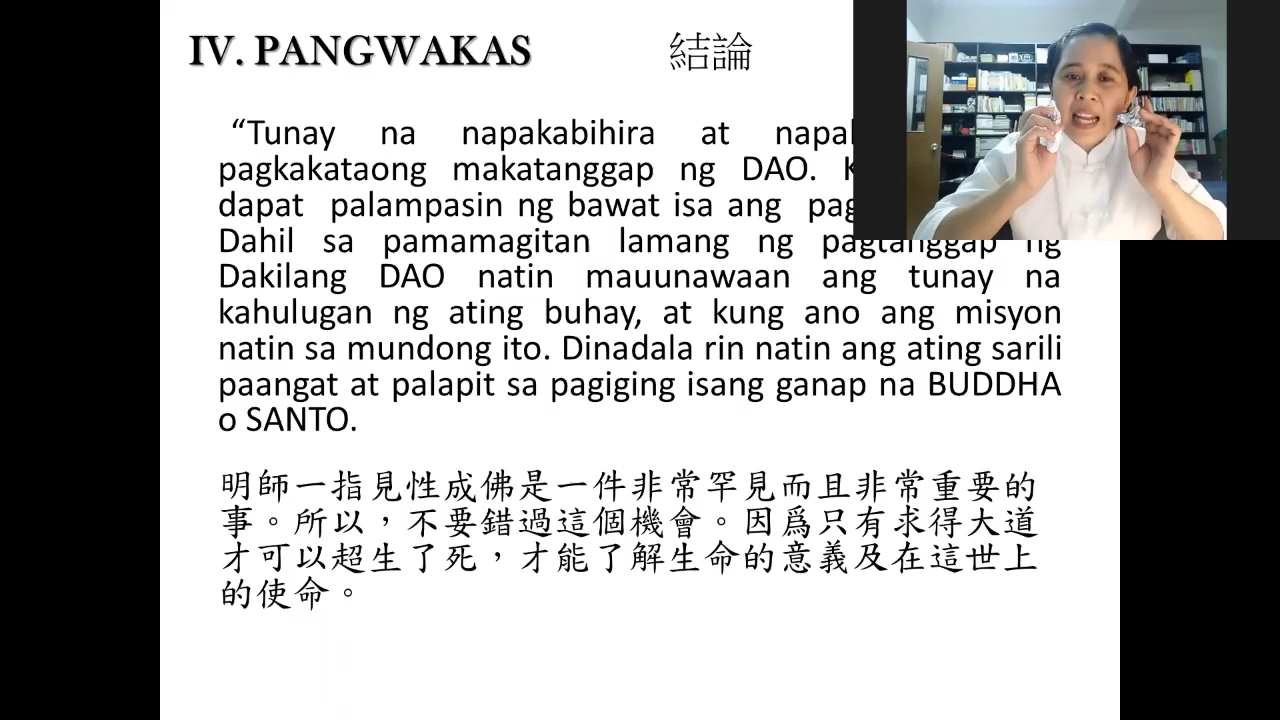 IV. PANGWAKAS 結論
“Tunay na napakabihira at
pagkakataong makatanggap ng DAO.
dapat palampasin ng bawat isa ang
Dahil sa pamamagitan lamang ng pagtanggap ng
Dakilang DAO natin mauunawaan ang tunay na
kahulugan ng ating buhay, at kung ano ang misyon
natin sa mundong ito. Dinadala rin natin ang ating sarili
paangat at palapit sa pagiging isang ganap na BUDDHA
o SANTO.
明師一指見性成佛是一件非常罕見而且非常重要的
事。所以，不要錯過這個機會。因爲只有求得大道
才可以超生了死，才能了解生命的意義及在這世上
的使命。